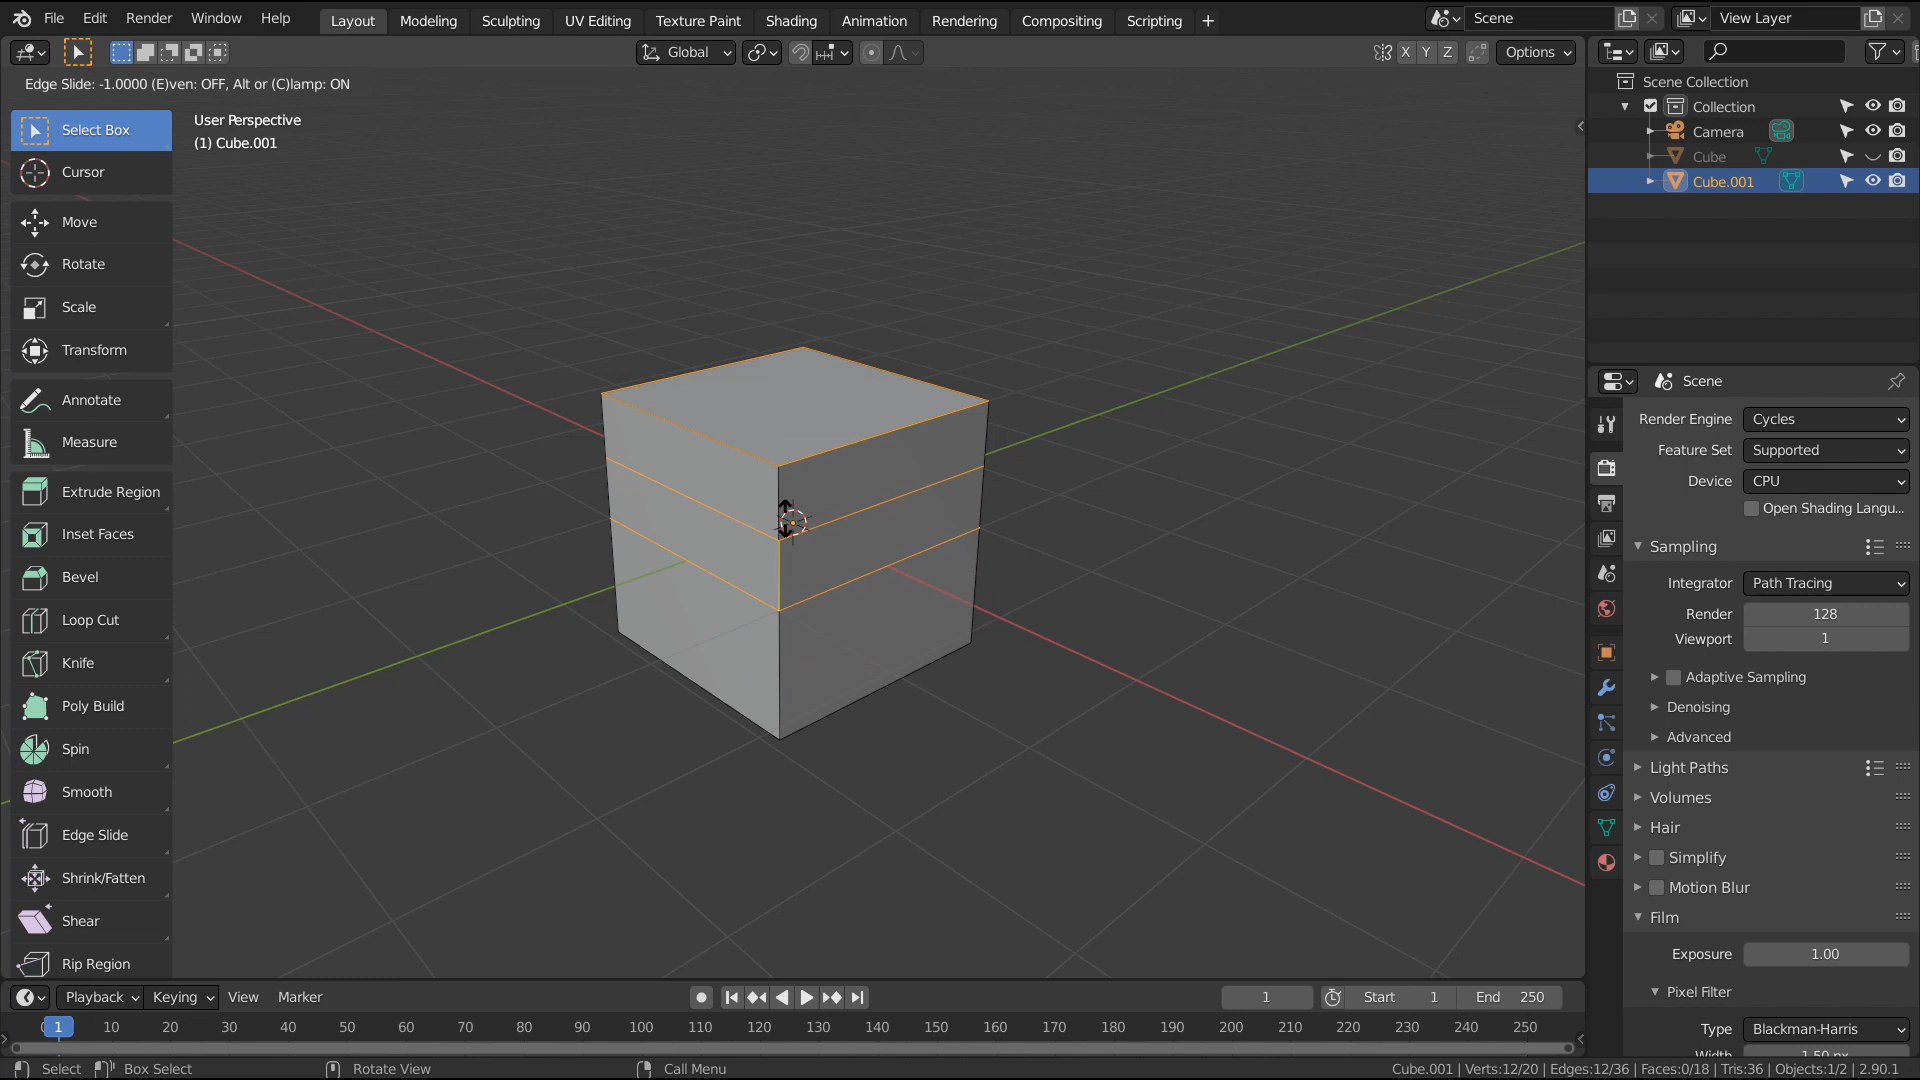 File Edit Render Window Help Layout Modeling Sculpting UV Editing Texture Paint Shading Animation Rendering Compositing Scripting + Scene View Layer
Global X Y Z Options
Edge Slide: -1.0000 (E)ven: OFF, Alt or (C)lamp: ON
User Perspective
(1) Cube.001
Select Box
Cursor
Move
Rotate
Scale
Transform
Annotate
Measure
Extrude Region
Inset Faces
Bevel
Loop Cut
Knife
Poly Build
Spin
Smooth
Edge Slide
Shrink/Fatten
Shear
Rip Region
Scene Collection
Collection
Camera
Cube
Cube.001
Scene
Render Engine Cycles
Feature Set Supported
Device CPU
Open Shading Langu...
Sampling
Integrator Path Tracing
Render 128
Viewport 1
Adaptive Sampling
Denoising
Advanced
Light Paths
Volumes
Hair
Simplify
Motion Blur
Film
Exposure 1.00
Pixel Filter
Type Blackman-Harris
Width 1.50 px
Playback Keying View Marker 1 Start 1 End 250
1 10 20 30 40 50 60 70 80 90 100 110 120 130 140 150 160 170 180 190 200 210 220 230 240 250
Select Box Select Rotate View Call Menu Cube.001 | Verts:12/20 | Edges:12/36 | Faces:0/18 | Tris:36 | Objects:1/2 | 2.90.1